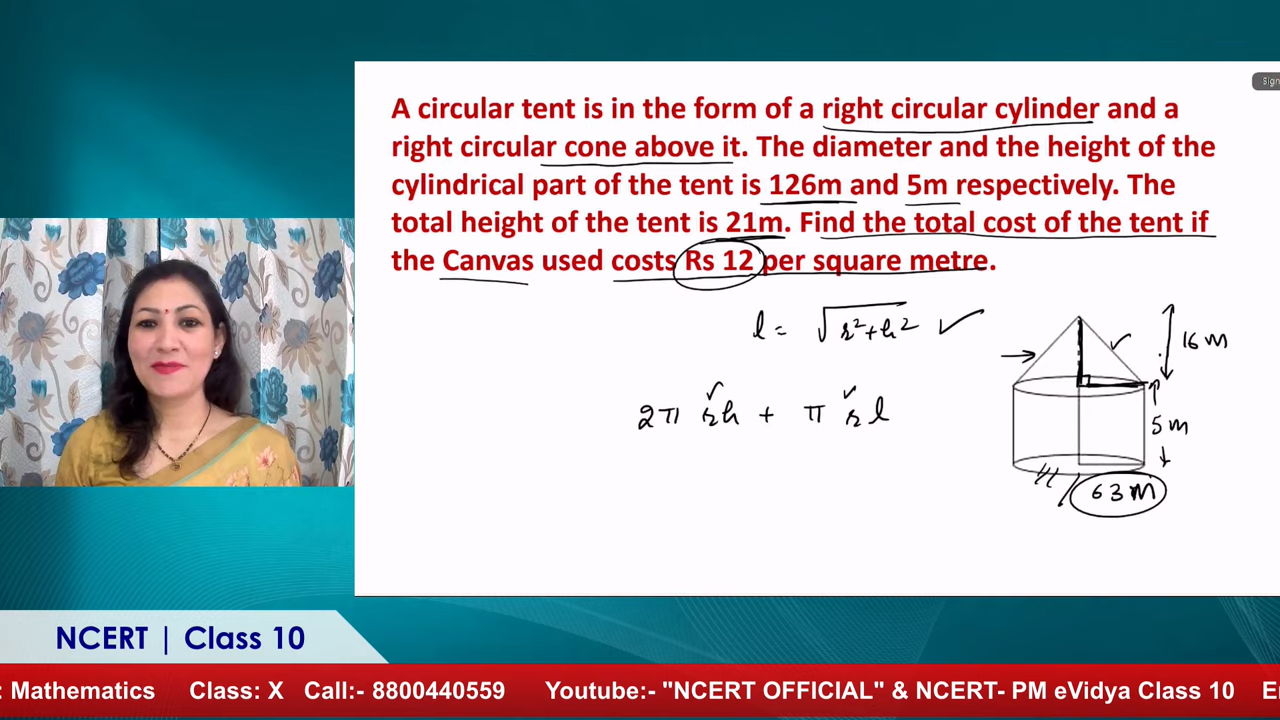 Sign
A circular tent is in the form of a right circular cylinder and a
right circular cone above it. The diameter and the height of the
cylindrical part of the tent is 126m and 5m respectively. The
total height of the tent is 21m. Find the total cost of the tent if
the Canvas used costs Rs 12 per square metre.
l = √r²+h² ✓
16 m
2π rh + π rl
5 m
63 m
NCERT | Class 10
: Mathematics Class: X Call:- 8800440559 Youtube:- "NCERT OFFICIAL" & NCERT- PM eVidya Class 10 E